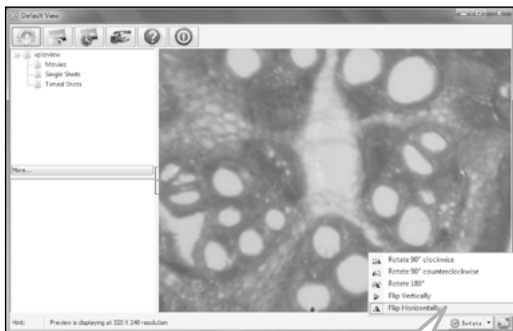 Default View
xploview
Movies
Single Shots
Timed Shots
More...
Rotate 90° clockwise
Rotate 90° counterclockwise
Rotate 180°
Flip Vertically
Flip Horizontally
Hint:
Preview is displaying at 320 X 240 resolution
Rotate